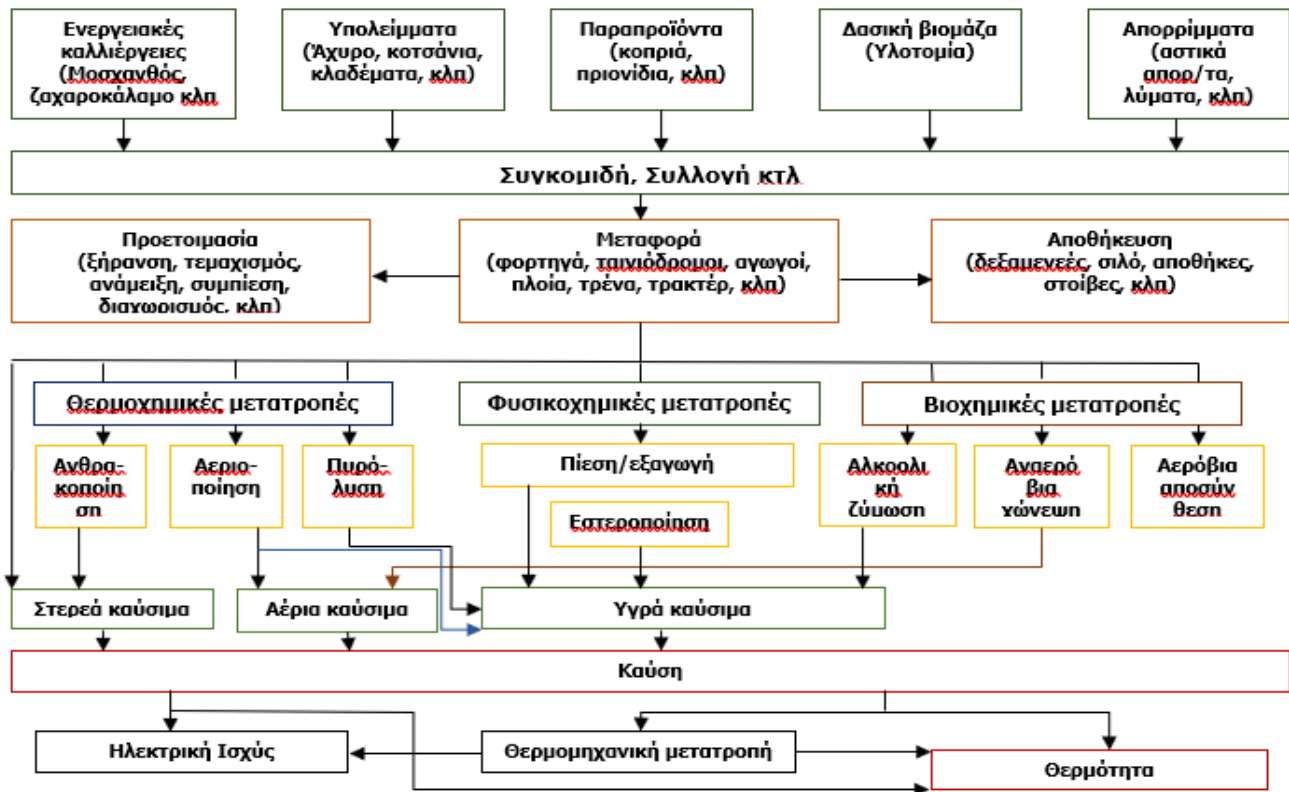 Ενεργειακές
καλλιέργειες
(Μοσχανθός,
ζαχαροκάλαμο κλπ
Υπολείμματα
(Άχυρο, κοτσάνια,
κλαδέματα, κλπ)
Παραπροϊόντα
(κοπριά,
πριονίδια, κλπ)
Δασική βιομάζα
(Υλοτομία)
Απορρίμματα
(αστικά
απορ/τα,
λύματα, κλπ)
Συγκομιδή, Συλλογή κτλ
Προετοιμασία
(ξήρανση, τεμαχισμός,
ανάμειξη, συμπίεση,
διαχωρισμός, κλπ)
Μεταφορά
(φορτηγά, ταινιόδρομοι, αγωγοί,
πλοία, τρένα, τρακτέρ, κλπ)
Αποθήκευση
(δεξαμενεές, σιλό, αποθήκες,
στοίβες, κλπ)
Θερμοχημικές μετατροπές
Φυσικοχημικές μετατροπές
Βιοχημικές μετατροπές
Ανθρα-
κοποίη
ση
Αεριο-
ποίηση
Πυρό-
λυση
Πίεση/εξαγωγή
Εστεροποίηση
Αλκοολι
κή
ζύμωση
Αναερό
βια
χώνεψη
Αερόβια
αποσύν
θεση
Στερεά καύσιμα
Αέρια καύσιμα
Υγρά καύσιμα
Καύση
Ηλεκτρική Ισχύς
Θερμομηχανική μετατροπή
Θερμότητα